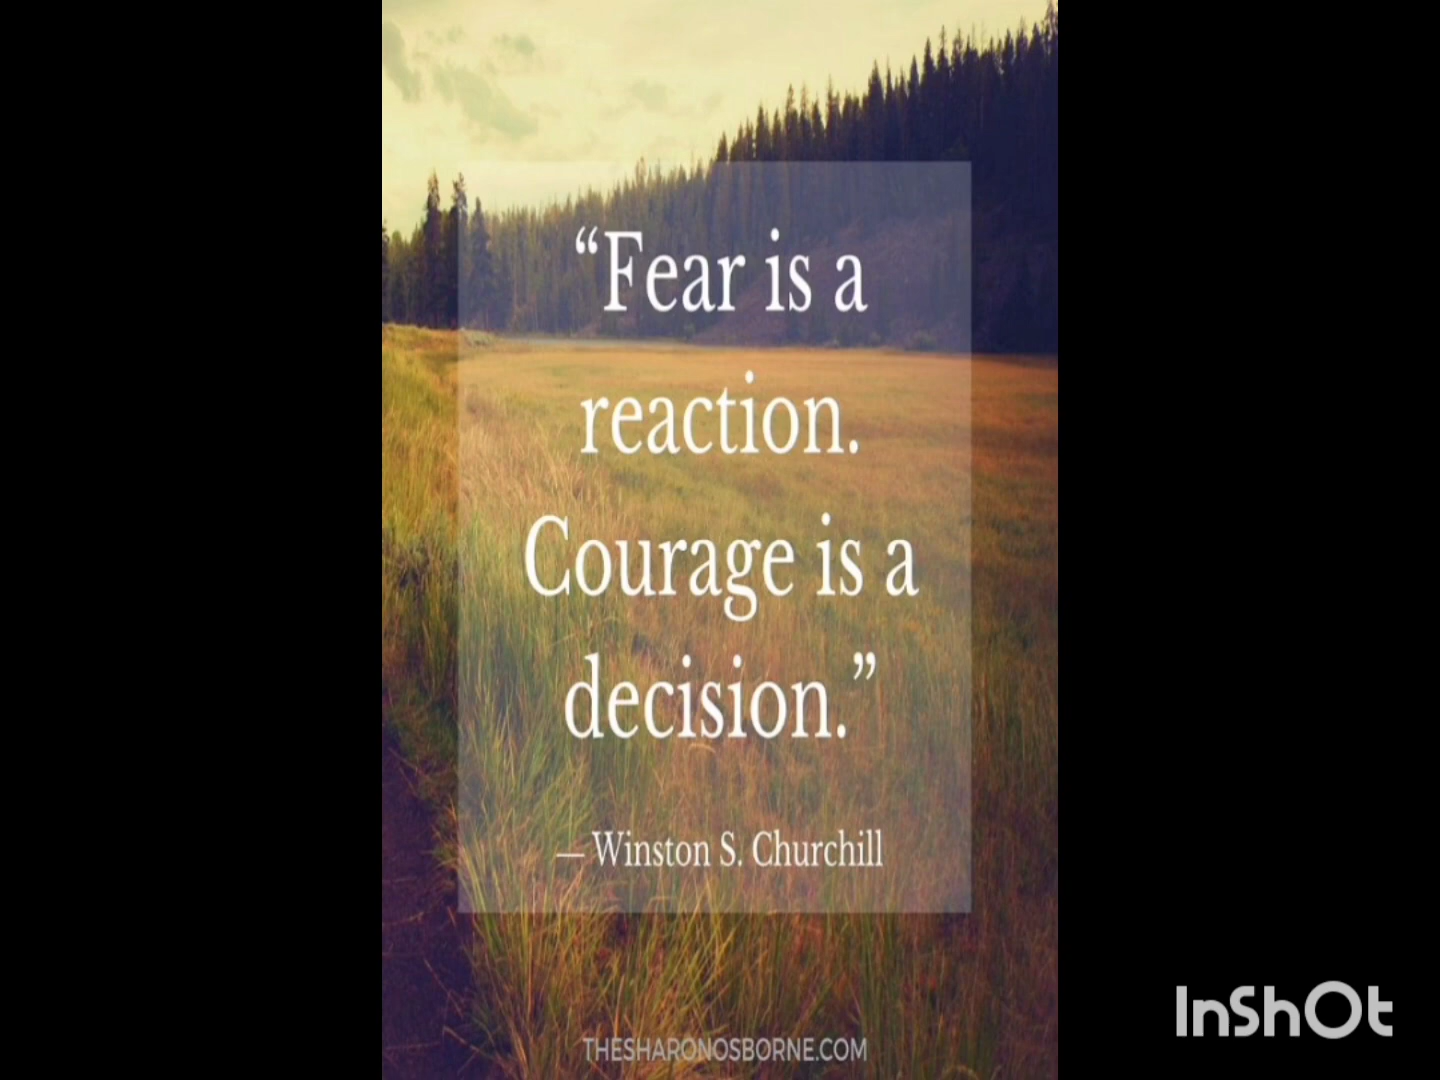 “Fear is a
reaction.
Courage is a
decision.”
— Winston S. Churchill
THESHARONOSBORNE.COM
InShOt